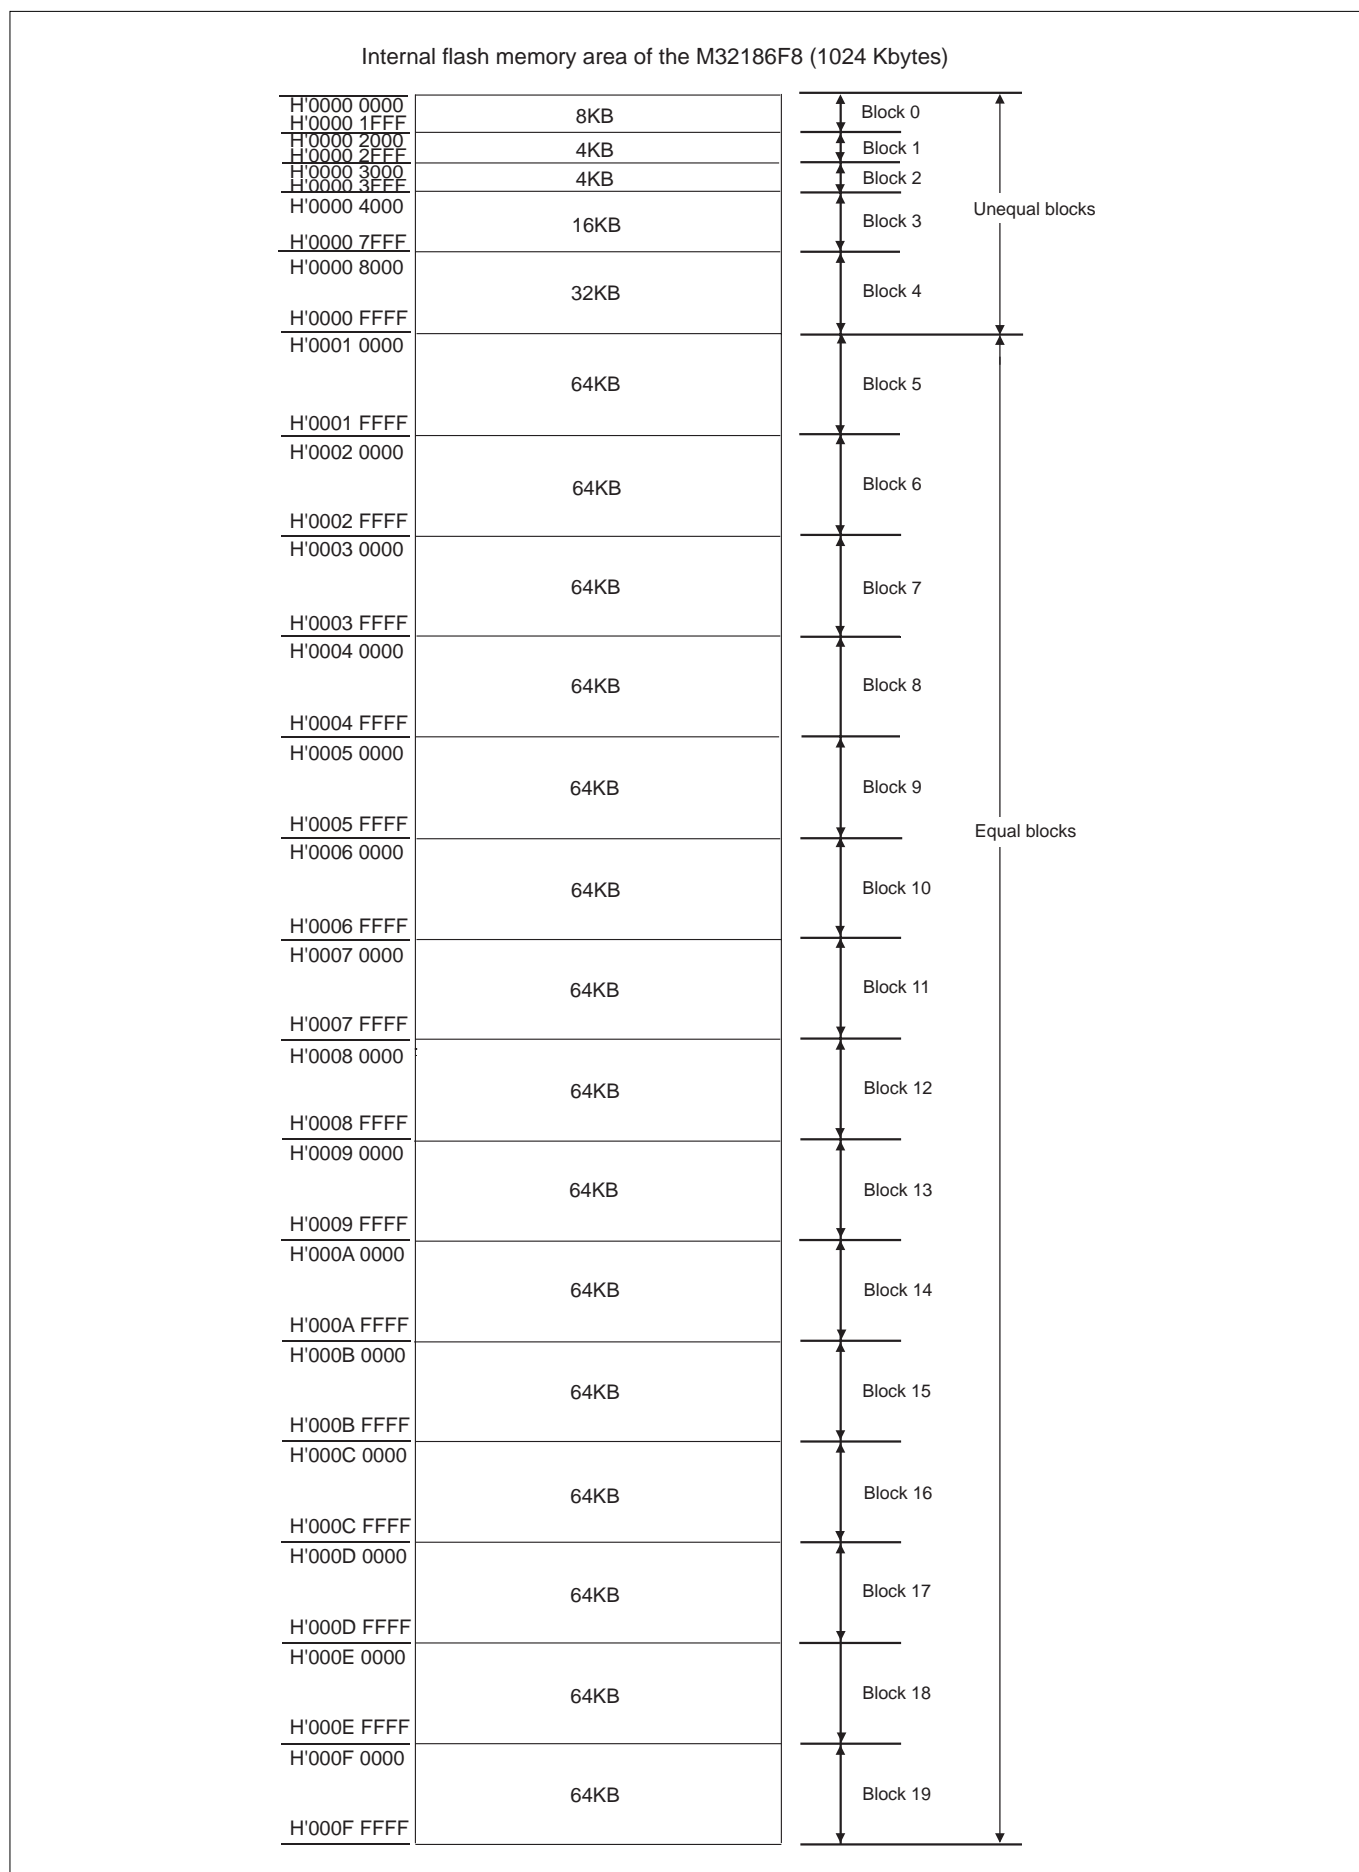 Internal flash memory area of the M32186F8 (1024 Kbytes)
H'0000 0000
8KB
Block 0
H'0000 1FFF
H'0000 2000
4KB
Block 1
H'0000 2FFF
H'0000 3000
4KB
Block 2
H'0000 3FFF
H'0000 4000
16KB
Block 3
Unequal blocks
H'0000 7FFF
H'0000 8000
32KB
Block 4
H'0000 FFFF
H'0001 0000
64KB
Block 5
H'0001 FFFF
H'0002 0000
64KB
Block 6
H'0002 FFFF
H'0003 0000
64KB
Block 7
H'0003 FFFF
H'0004 0000
64KB
Block 8
H'0004 FFFF
H'0005 0000
64KB
Block 9
H'0005 FFFF
Equal blocks
H'0006 0000
64KB
Block 10
H'0006 FFFF
H'0007 0000
64KB
Block 11
H'0007 FFFF
H'0008 0000
64KB
Block 12
H'0008 FFFF
H'0009 0000
64KB
Block 13
H'0009 FFFF
H'000A 0000
64KB
Block 14
H'000A FFFF
H'000B 0000
64KB
Block 15
H'000B FFFF
H'000C 0000
64KB
Block 16
H'000C FFFF
H'000D 0000
64KB
Block 17
H'000D FFFF
H'000E 0000
64KB
Block 18
H'000E FFFF
H'000F 0000
64KB
Block 19
H'000F FFFF